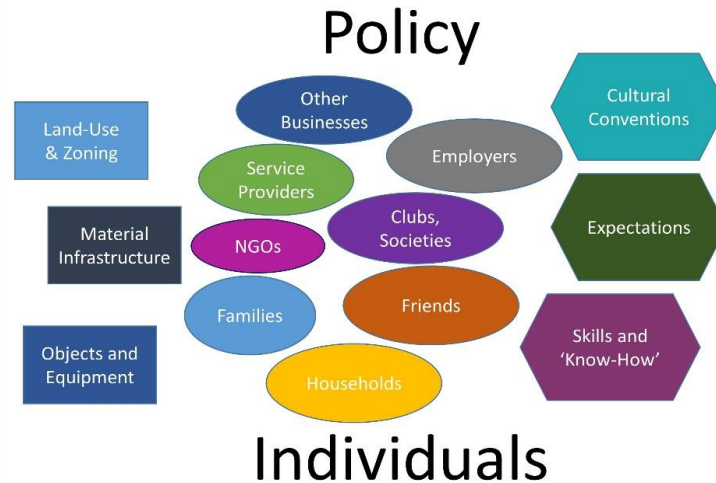 Policy
Other
Businesses
Cultural
Conventions
Land-Use
& Zoning
Employers
Service
Providers
Clubs,
Societies
Expectations
Material
Infrastructure
NGOs
Families
Friends
Skills and
‘Know-How’
Objects and
Equipment
Households
Individuals